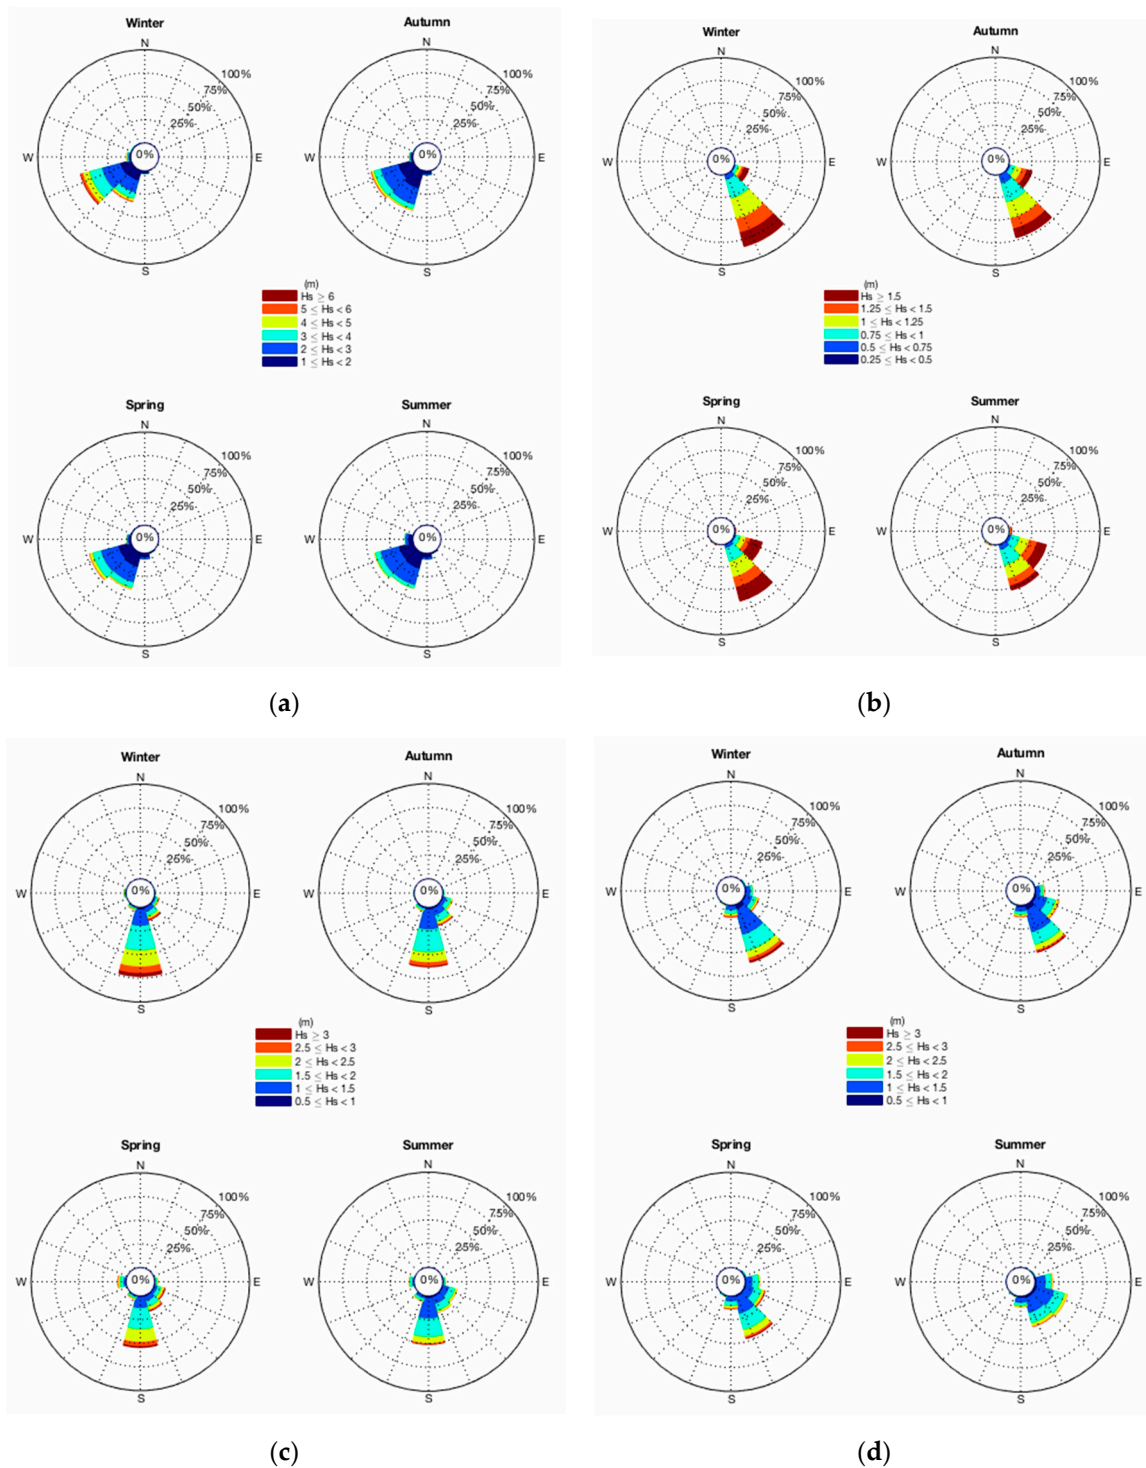 Winter Autumn
N N
100% 100%
75% 75%
50% 50%
25% 25%
W 0% E W 0% E
S S
(m)
Hs ≥ 6
5 ≤ Hs < 6
4 ≤ Hs < 5
3 ≤ Hs < 4
2 ≤ Hs < 3
1 ≤ Hs < 2
Spring Summer
N N
100% 100%
75% 75%
50% 50%
25% 25%
W 0% E W 0% E
S S
(a)
Winter Autumn
N N
100% 100%
75% 75%
50% 50%
25% 25%
W 0% E W 0% E
S S
(m)
Hs ≥ 1.5
1.25 ≤ Hs < 1.5
1 ≤ Hs < 1.25
0.75 ≤ Hs < 1
0.5 ≤ Hs < 0.75
0.25 ≤ Hs < 0.5
Spring Summer
N N
100% 100%
75% 75%
50% 50%
25% 25%
W 0% E W 0% E
S S
(b)
Winter Autumn
N N
100% 100%
75% 75%
50% 50%
25% 25%
W 0% E W 0% E
S S
(m)
Hs ≥ 3
2.5 ≤ Hs < 3
2 ≤ Hs < 2.5
1.5 ≤ Hs < 2
1 ≤ Hs < 1.5
0.5 ≤ Hs < 1
Spring Summer
N N
100% 100%
75% 75%
50% 50%
25% 25%
W 0% E W 0% E
S S
(c)
Winter Autumn
N N
100% 100%
75% 75%
50% 50%
25% 25%
W 0% E W 0% E
S S
(m)
Hs ≥ 3
2.5 ≤ Hs < 3
2 ≤ Hs < 2.5
1.5 ≤ Hs < 2
1 ≤ Hs < 1.5
0.5 ≤ Hs < 1
Spring Summer
N N
100% 100%
75% 75%
50% 50%
25% 25%
W 0% E W 0% E
S S
(d)